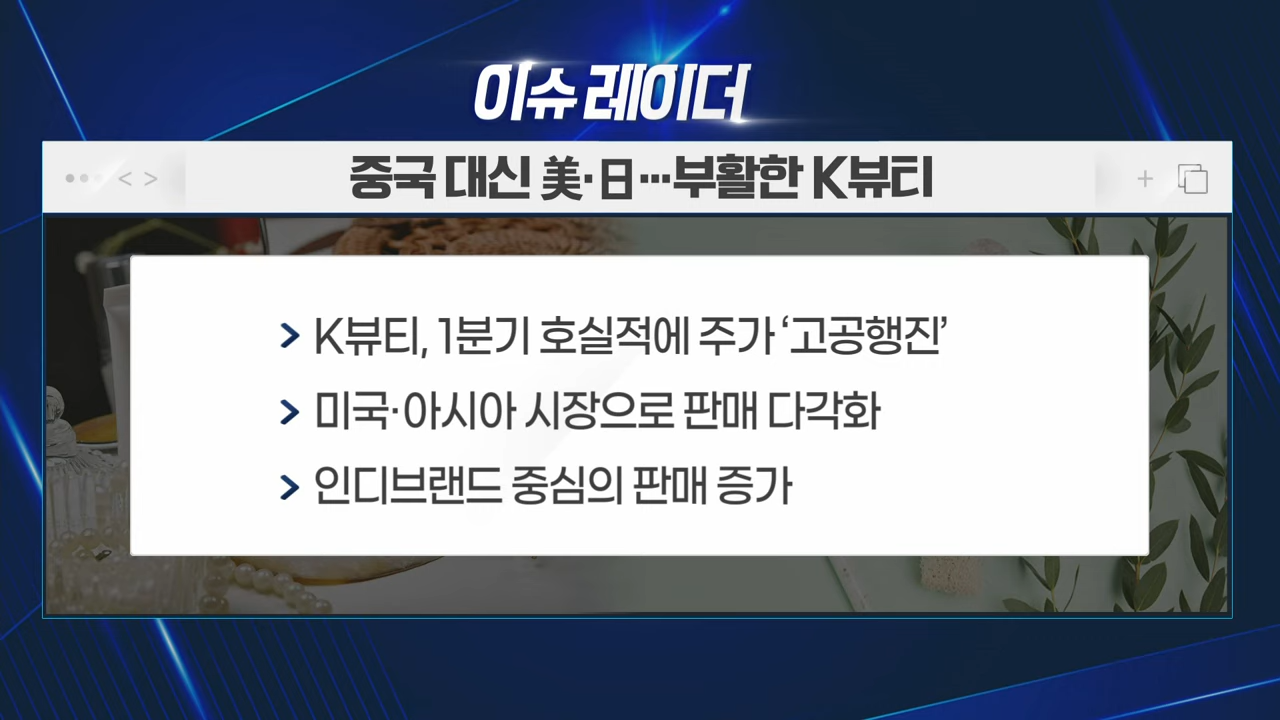 이슈 레이더
중국 대신 美·日…부활한 K뷰티
K뷰티, 1분기 호실적에 주가 ‘고공행진’
미국·아시아 시장으로 판매 다각화
인디브랜드 중심의 판매 증가